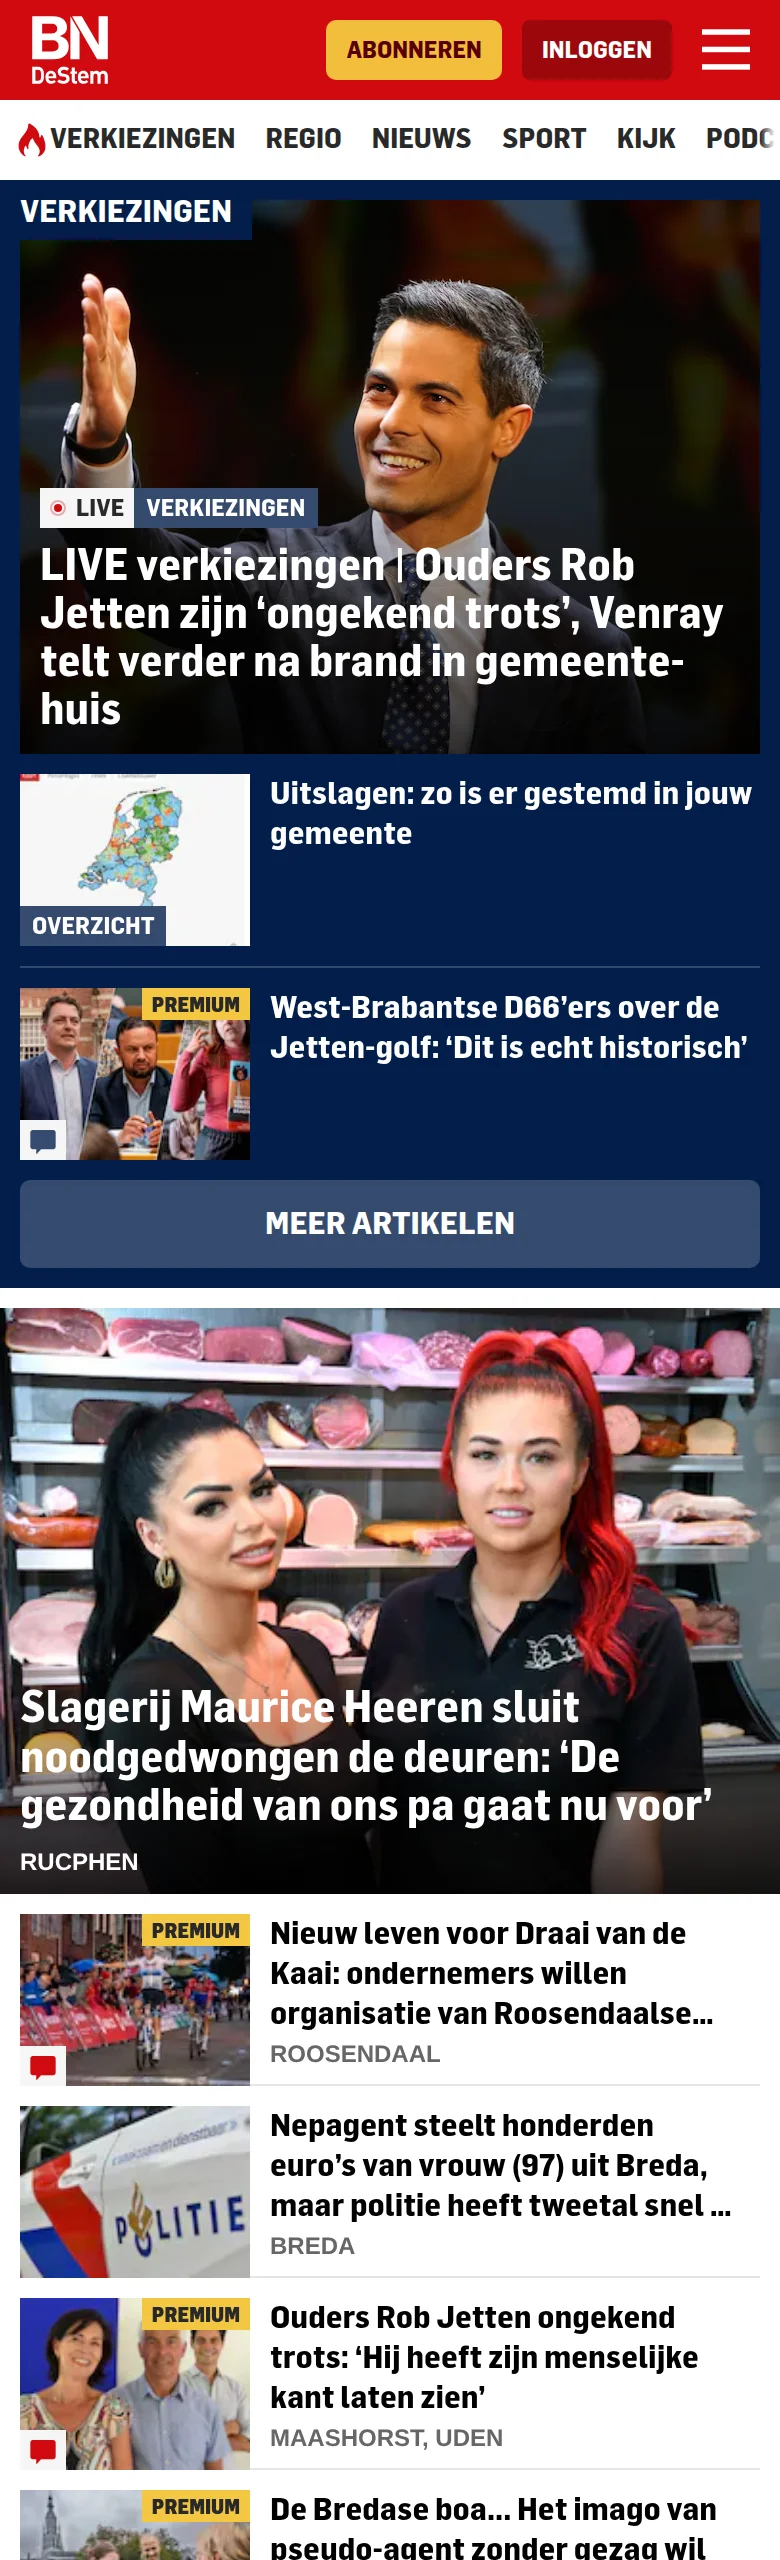 BN
DeStem
ABONNEREN
INLOGGEN
VERKIEZINGEN REGIO NIEUWS SPORT KIJK PODC
VERKIEZINGEN
LIVE VERKIEZINGEN
LIVE verkiezingen | Ouders Rob
Jetten zijn ‘ongekend trots’, Venray
telt verder na brand in gemeente-
huis
Uitslagen: zo is er gestemd in jouw
gemeente
OVERZICHT
PREMIUM
West-Brabantse D66’ers over de
Jetten-golf: ‘Dit is echt historisch’
MEER ARTIKELEN
Slagerij Maurice Heeren sluit
noodgedwongen de deuren: ‘De
gezondheid van ons pa gaat nu voor’
RUCPHEN
PREMIUM
Nieuw leven voor Draai van de
Kaai: ondernemers willen
organisatie van Roosendaalse...
ROOSENDAAL
POLITIE
Nepagent steelt honderden
euro’s van vrouw (97) uit Breda,
maar politie heeft tweetal snel ...
BREDA
PREMIUM
Ouders Rob Jetten ongekend
trots: ‘Hij heeft zijn menselijke
kant laten zien’
MAASHORST, UDEN
PREMIUM
De Bredase boa... Het imago van
pseudo-agent zonder gezag wil